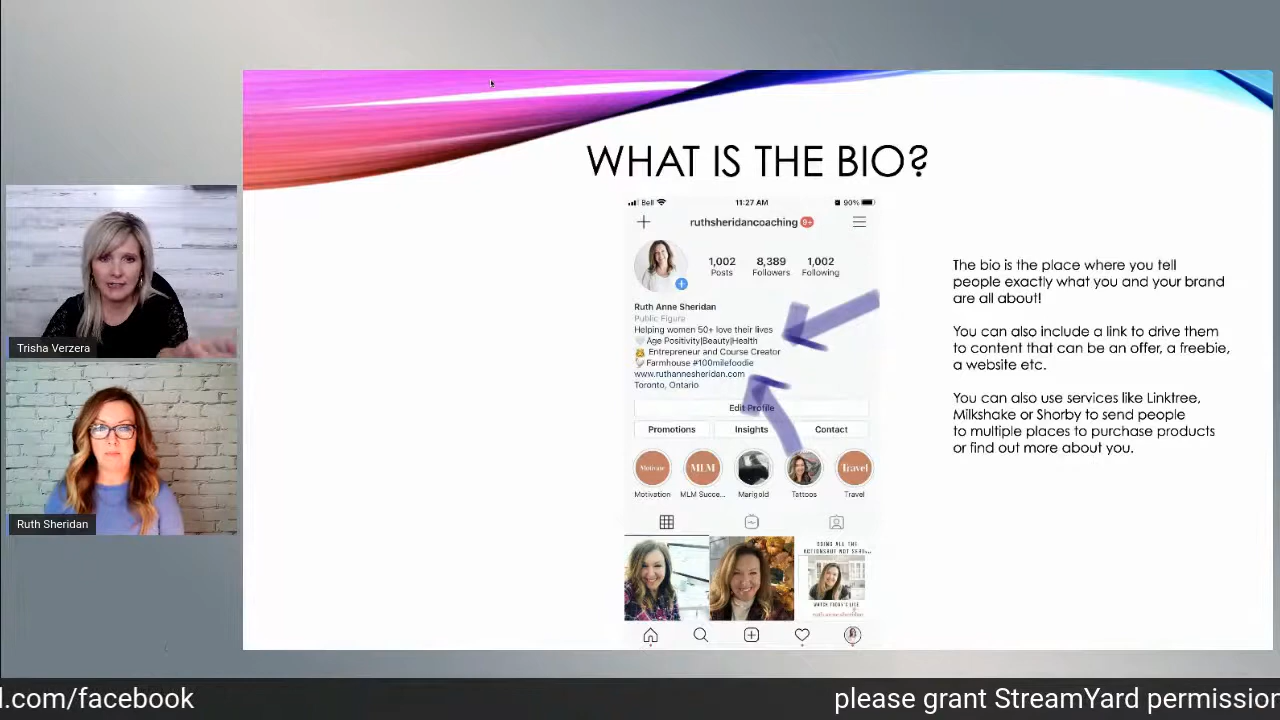 WHAT IS THE BIO?
Bell 11:27 AM 90%
ruthsheridancoaching 9+
1,002 8,389 1,002
Posts Followers Following
Ruth Anne Sheridan
Public Figure
Helping women 50+ love their lives
🤍 Age Positivity|Beauty|Health
Entrepreneur and Course Creator
Farmhouse #100milefoodie
www.ruthannesheridan.com
Toronto, Ontario
Edit Profile
Promotions Insights Contact
Motivate MLM Travel
Motivation MLM Succe... Marigold Tattoos Travel
DOING ALL THE
The bio is the place where you tell
people exactly what you and your brand
are all about!
You can also include a link to drive them
to content that can be an offer, a freebie,
a website etc.
You can also use services like Linktree,
Milkshake or Shorby to send people
to multiple places to purchase products
or find out more about you.
Trisha Verzera
Ruth Sheridan
l.com/facebook please grant StreamYard permission